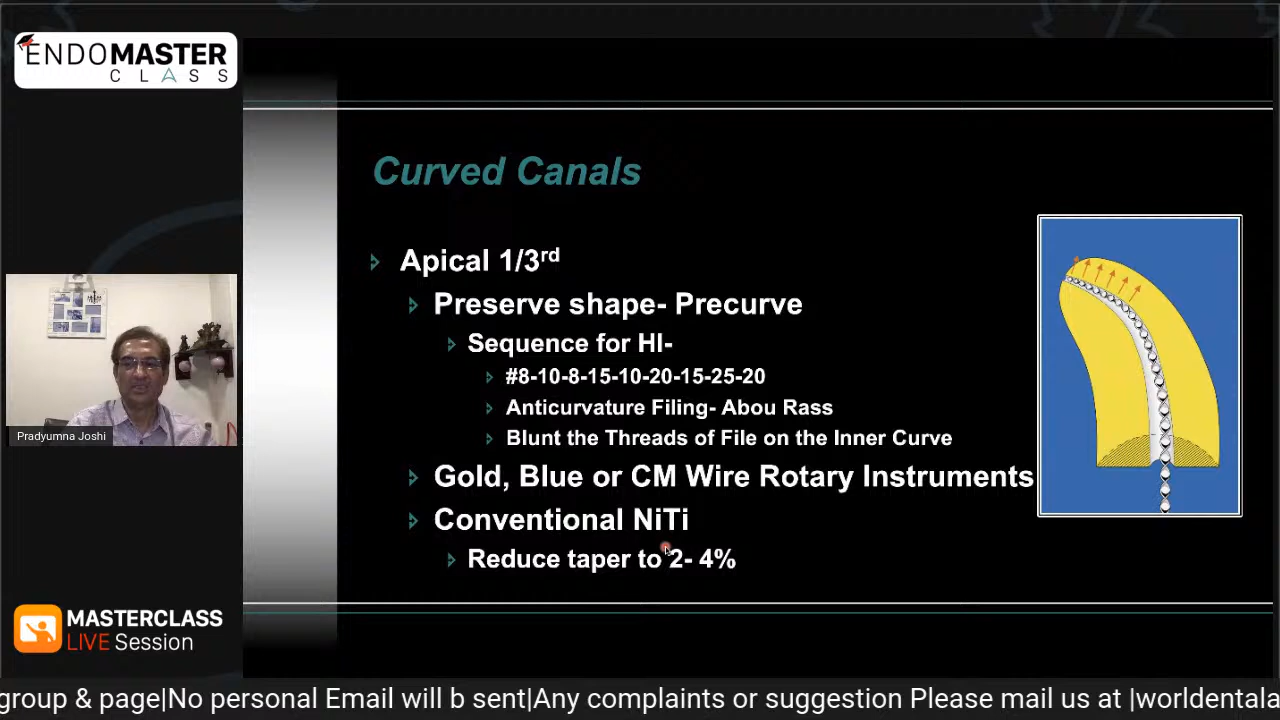 ENDOMASTER
CLASS
Curved Canals
Apical 1/3rd
Preserve shape- Precurve
Sequence for HI-
#8-10-8-15-10-20-15-25-20
Anticurvature Filing- Abou Rass
Blunt the Threads of File on the Inner Curve
Gold, Blue or CM Wire Rotary Instruments
Conventional NiTi
Reduce taper to 2- 4%
Pradyumna Joshi
MASTERCLASS
LIVE Session
group & page|No personal Email will b sent|Any complaints or suggestion Please mail us at |worldentala